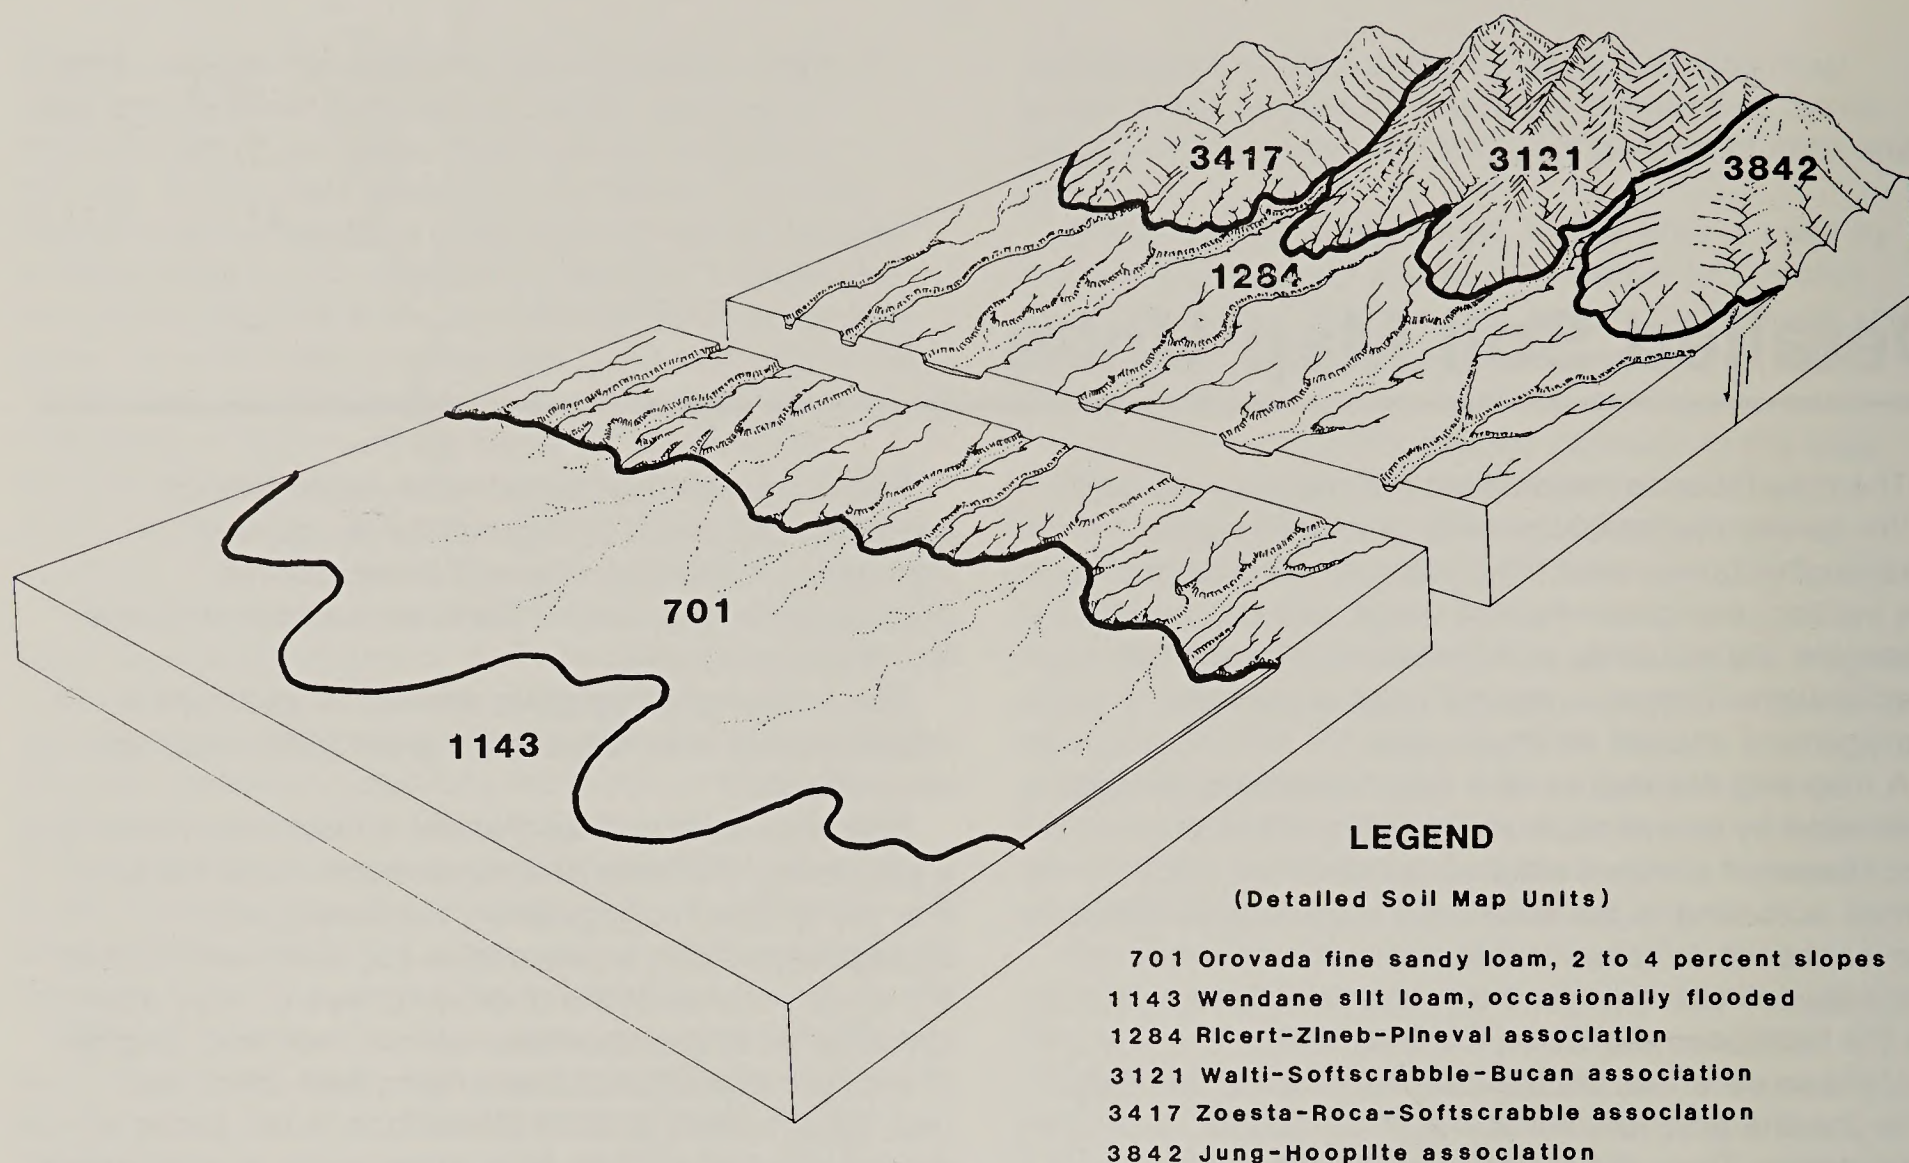 3417
3121
3842
1284
701
1143
LEGEND
(Detailed Soil Map Units)
701 Orovada fine sandy loam, 2 to 4 percent slopes
1143 Wendane silt loam, occasionally flooded
1284 Ricert-Zineb-Pineval association
3121 Walti-Softscrabble-Bucan association
3417 Zoesta-Roca-Softscrabble association
3842 Jung-Hooplite association